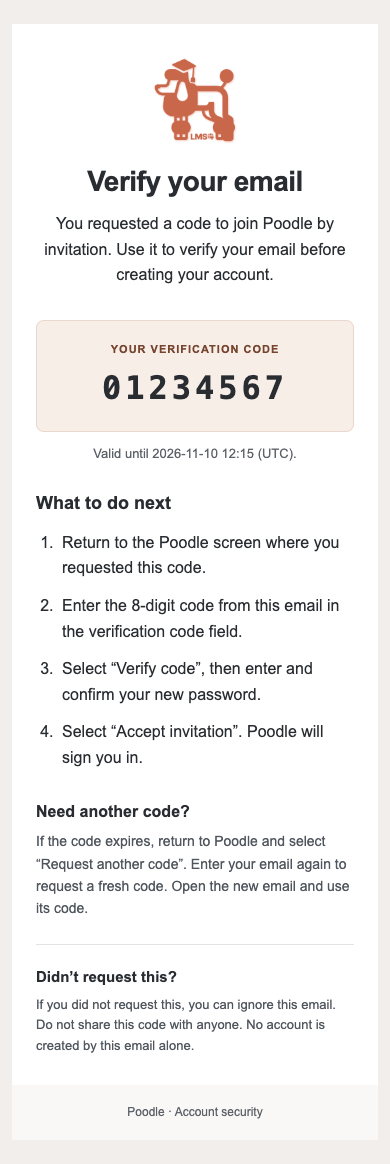 LMS
Verify your email
You requested a code to join Poodle by
invitation. Use it to verify your email before
creating your account.
YOUR VERIFICATION CODE
01234567
Valid until 2026-11-10 12:15 (UTC).
What to do next
1. Return to the Poodle screen where you
requested this code.
2. Enter the 8-digit code from this email in
the verification code field.
3. Select “Verify code”, then enter and
confirm your new password.
4. Select “Accept invitation”. Poodle will
sign you in.
Need another code?
If the code expires, return to Poodle and select
“Request another code”. Enter your email again to
request a fresh code. Open the new email and use
its code.
Didn’t request this?
If you did not request this, you can ignore this email.
Do not share this code with anyone. No account is
created by this email alone.
Poodle · Account security